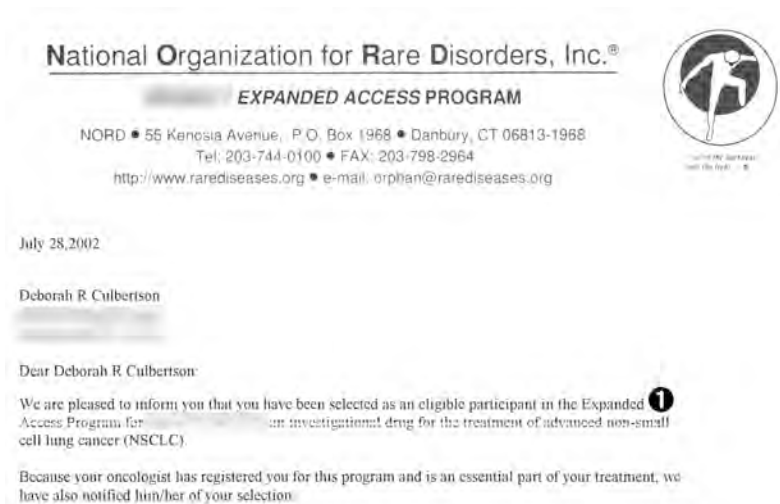 National Organization for Rare Disorders, Inc.®
EXPANDED ACCESS PROGRAM
NORD ● 55 Kenosia Avenue, P.O. Box 1968 ● Danbury, CT 06813-1968
Tel: 203-744-0100 ● FAX: 203-798-2964
http://www.rarediseases.org ● e-mail: orphan@rarediseases.org
July 28,2002
Deborah R Culbertson
Dear Deborah R Culbertson:
We are pleased to inform you that you have been selected as an eligible participant in the Expanded ❶
Access Program for an investigational drug for the treatment of advanced non-small
cell lung cancer (NSCLC)
Because your oncologist has registered you for this program and is an essential part of your treatment, we
have also notified him/her of your selection.